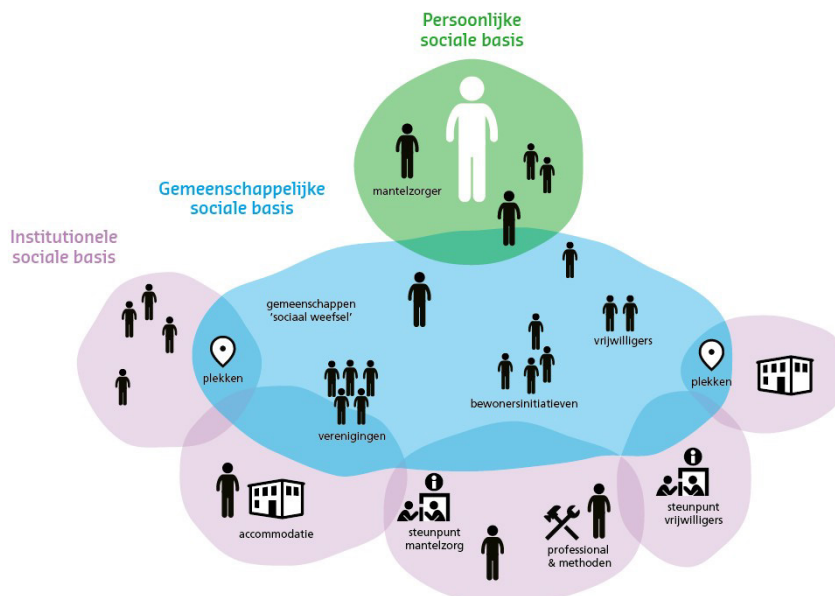 Persoonlijke
sociale basis
mantelzorger
Gemeenschappelijke
sociale basis
Institutionele
sociale basis
gemeenschappen
‘sociaal weefsel’
vrijwilligers
plekken
plekken
bewonersinitiatieven
verenigingen
accommodatie
steunpunt
mantelzorg
professional
& methoden
steunpunt
vrijwilligers